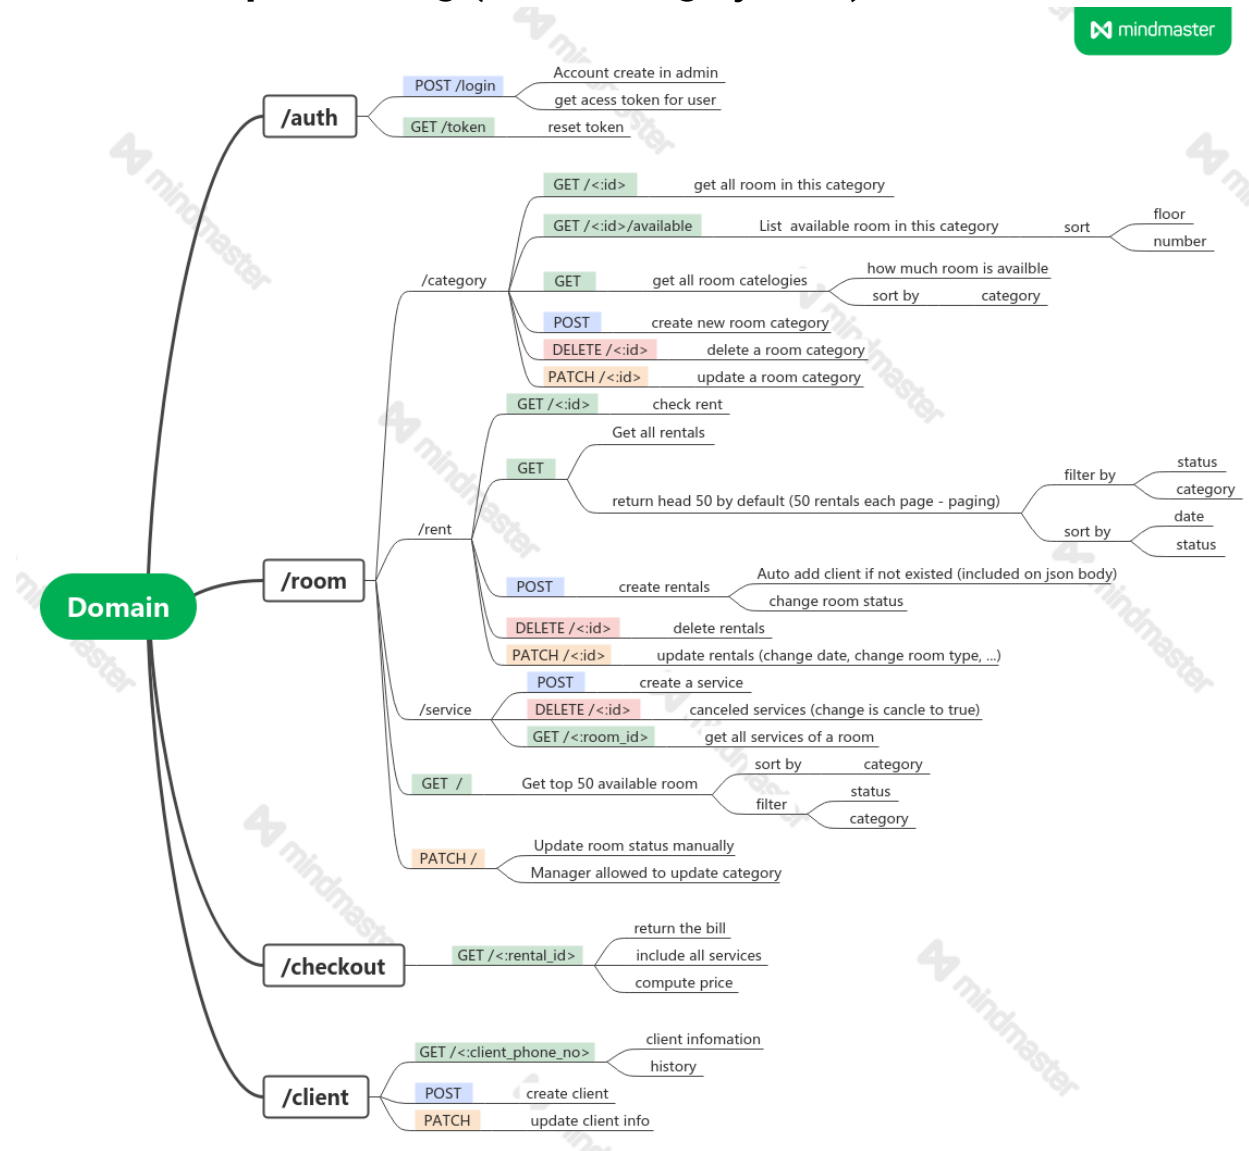 mindmaster
Domain
/auth
POST /login
Account create in admin
get acess token for user
GET /token
reset token
/room
/category
GET /<:id>
get all room in this category
GET /<:id>/available
List available room in this category
sort
floor
number
GET
get all room catelogies
how much room is availble
sort by
category
POST
create new room category
DELETE /<:id>
delete a room category
PATCH /<:id>
update a room category
/rent
GET /<:id>
check rent
GET
Get all rentals
return head 50 by default (50 rentals each page - paging)
filter by
status
category
sort by
date
status
POST
create rentals
Auto add client if not existed (included on json body)
change room status
DELETE /<:id>
delete rentals
PATCH /<:id>
update rentals (change date, change room type, ...)
/service
POST
create a service
DELETE /<:id>
canceled services (change is cancle to true)
GET /<:room_id>
get all services of a room
GET /
Get top 50 available room
sort by
category
filter
status
category
PATCH /
Update room status manually
Manager allowed to update category
/checkout
GET /<:rental_id>
return the bill
include all services
compute price
/client
GET /<:client_phone_no>
client infomation
history
POST
create client
PATCH
update client info
mindmaster
mindmaster
mindmaster
mindmaster
mindmaster
mindmaster
mindmaster
mindmaster